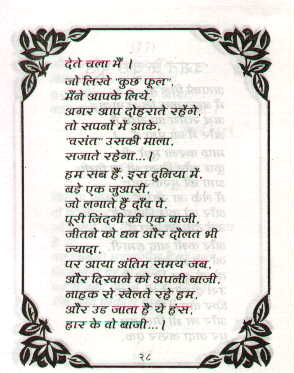 देते चला मैं ।
जो लिखे "कुछ फूल",
मैंने आपके लिये,
अगर आप दोहराते रहेंगे,
तो सपनों में आके,
"वसंत" उसकी माला,
सजाते रहेगा...।
हम सब हैं, इस दुनिया में,
बड़े एक जुआरी,
जो लगाते हैं दाँव पे,
पूरी जिंदगी की एक बाजी,
जीतने को धन और दौलत भी
ज्यादा,
पर आया अंतिम समय जब,
और दिखाने को अपनी बाजी,
नाहक से खेलते रहे हम,
और उड जाता है ये हंस,
हार के वो बाजी...।
२८